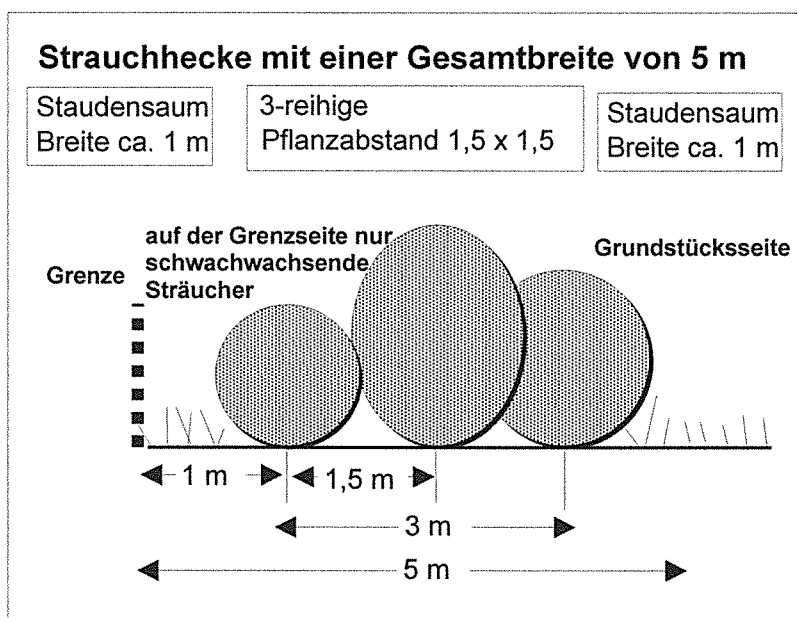 Strauchhecke mit einer Gesamtbreite von 5 m
Staudensaum
Breite ca. 1 m
3-reihige
Pflanzabstand 1,5 x 1,5
Staudensaum
Breite ca. 1 m
auf der Grenzseite nur
schwachwachsende
Sträucher
Grenze
Grundstücksseite
1 m
1,5 m
3 m
5 m